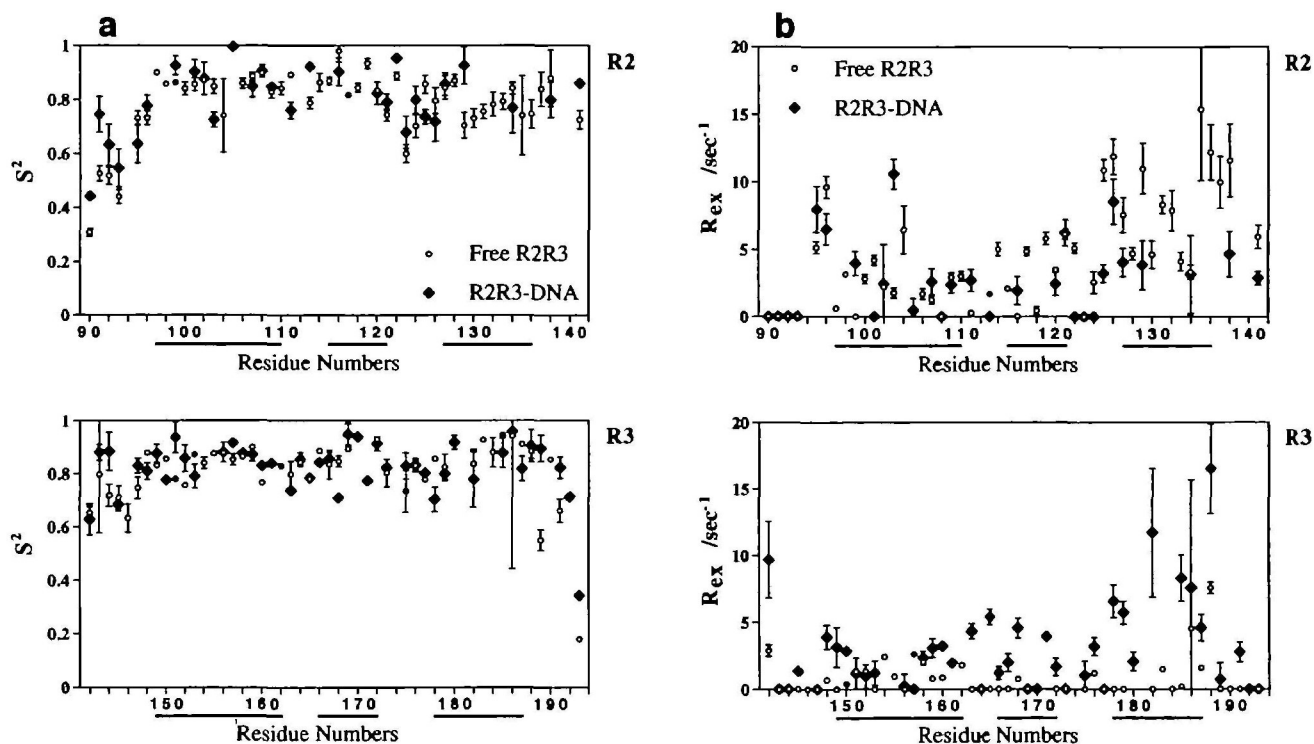 a
R2
1
0.8
0.6
S²
0.4
0.2
0
Free R2R3
R2R3-DNA
90 100 110 120 130 140
Residue Numbers
b
R2
20
15
10
5
0
R_ex /sec⁻¹
Free R2R3
R2R3-DNA
90 100 110 120 130 140
Residue Numbers
R3
1
0.8
0.6
S²
0.4
0.2
0
150 160 170 180 190
Residue Numbers
R3
20
15
10
5
0
R_ex /sec⁻¹
150 160 170 180 190
Residue Numbers